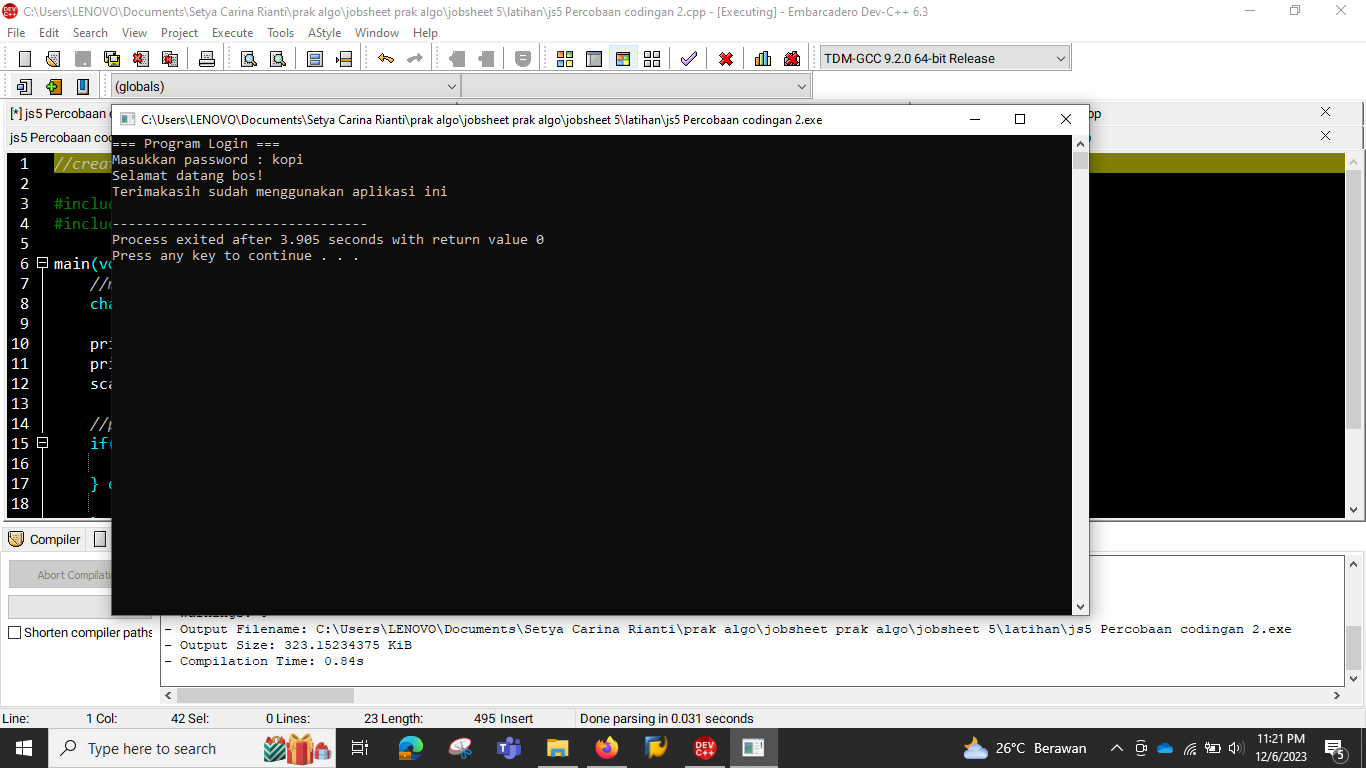 C:\Users\LENOVO\Documents\Setya Carina Rianti\prak algo\jobsheet prak algo\jobsheet 5\latihan\js5 Percobaan codingan 2.cpp - [Executing] - Embarcadero Dev-C++ 6.3
File Edit Search View Project Execute Tools AStyle Window Help
TDM-GCC 9.2.0 64-bit Release
(globals)
[*] js5 Percobaan
js5 Percobaan
C:\Users\LENOVO\Documents\Setya Carina Rianti\prak algo\jobsheet prak algo\jobsheet 5\latihan\js5 Percobaan codingan 2.exe
=== Program Login ===
Masukkan password : kopi
Selamat datang bos!
Terimakasih sudah menggunakan aplikasi ini
--------------------------------
Process exited after 3.905 seconds with return value 0
Press any key to continue . . .
1 //crea
2
3 #inclu
4 #inclu
5
6 main(v
7 //
8 cha
9
10 pri
11 pri
12 sca
13
14 //p
15 if(
16
17 } e
18
Compiler
Abort Compilati
Shorten compiler paths
- Output Filename: C:\Users\LENOVO\Documents\Setya Carina Rianti\prak algo\jobsheet prak algo\jobsheet 5\latihan\js5 Percobaan codingan 2.exe
- Output Size: 323.15234375 KiB
- Compilation Time: 0.84s
Line: 1 Col: 42 Sel: 0 Lines: 23 Length: 495 Insert Done parsing in 0.031 seconds
Type here to search
DEV C++
26°C Berawan
11:21 PM
12/6/2023
5